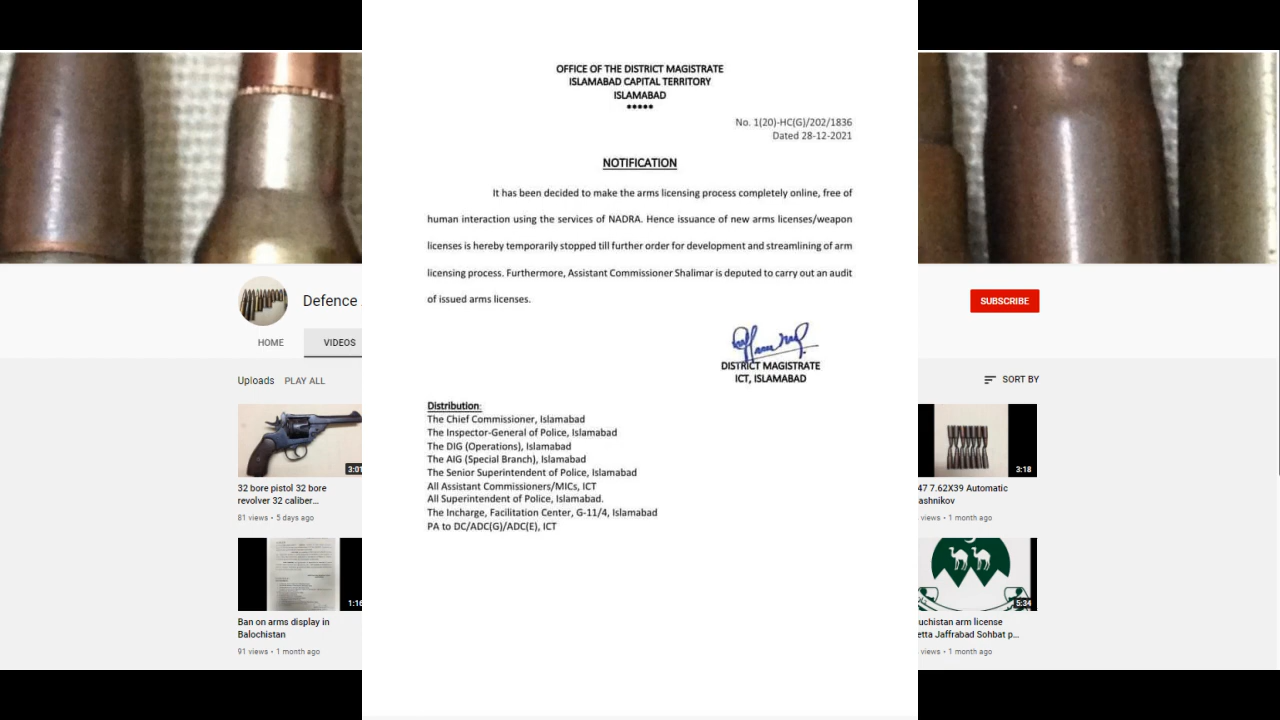 OFFICE OF THE DISTRICT MAGISTRATE
ISLAMABAD CAPITAL TERRITORY
ISLAMABAD
*****
No. 1(20)-HC(G)/202/1836
Dated 28-12-2021
NOTIFICATION
It has been decided to make the arms licensing process completely online, free of
human interaction using the services of NADRA. Hence issuance of new arms licenses/weapon
licenses is hereby temporarily stopped till further order for development and streamlining of arm
licensing process. Furthermore, Assistant Commissioner Shalimar is deputed to carry out an audit
of issued arms licenses.
DISTRICT MAGISTRATE
ICT, ISLAMABAD
Distribution:
The Chief Commissioner, Islamabad
The Inspector-General of Police, Islamabad
The DIG (Operations), Islamabad
The AIG (Special Branch), Islamabad
The Senior Superintendent of Police, Islamabad
All Assistant Commissioners/MICs, ICT
All Superintendent of Police, Islamabad.
The Incharge, Facilitation Center, G-11/4, Islamabad
PA to DC/ADC(G)/ADC(E), ICT
Defence
SUBSCRIBE
HOME
VIDEOS
Uploads PLAY ALL
SORT BY
3:01
32 bore pistol 32 bore
revolver 32 caliber...
81 views • 5 days ago
3:18
47 7.62X39 Automatic
ashnikov
views • 1 month ago
1:16
Ban on arms display in
Balochistan
91 views • 1 month ago
5:34
uchistan arm license
etta Jaffrabad Sohbat p...
views • 1 month ago